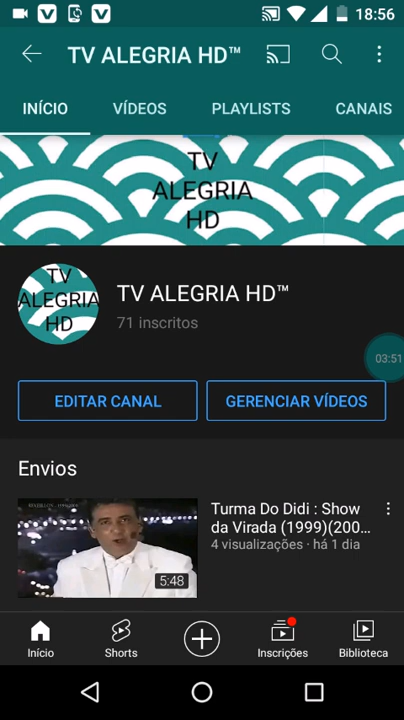 18:56
TV ALEGRIA HD™
INÍCIO VÍDEOS PLAYLISTS CANAIS
TV
ALEGRIA
HD
TV
ALEGRIA
HD
TV ALEGRIA HD™
71 inscritos
03:51
EDITAR CANAL GERENCIAR VÍDEOS
Envios
Turma Do Didi : Show
da Virada (1999)(200...
4 visualizações · há 1 dia
5:48
Início Shorts Inscrições Biblioteca